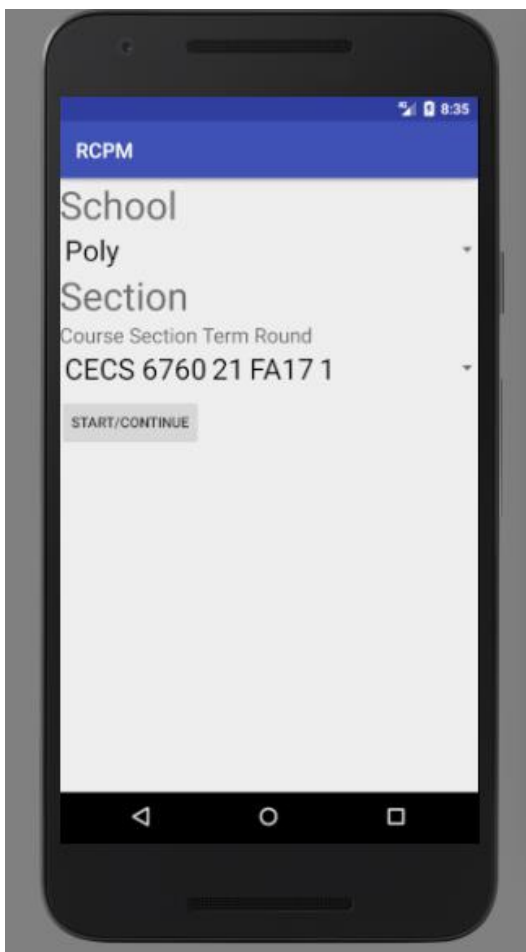 8:35
RCPM
School
Poly
Section
Course Section Term Round
CECS 6760 21 FA17 1
START/CONTINUE